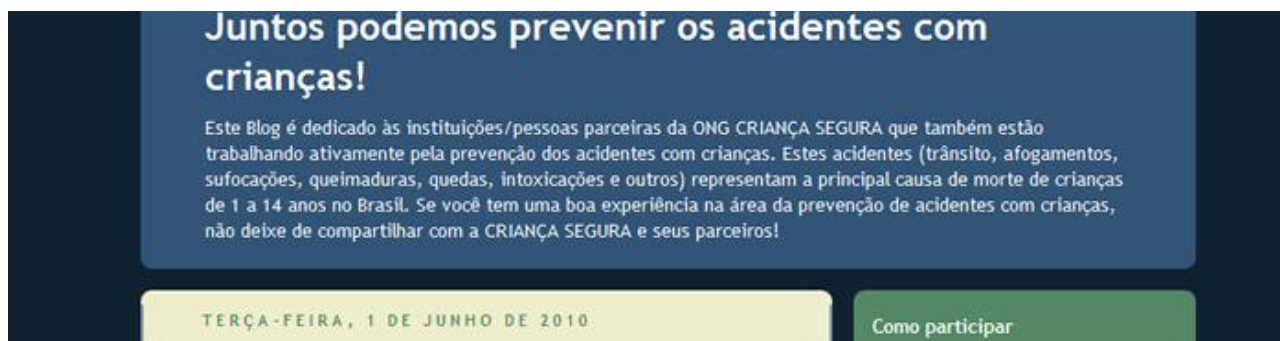 Juntos podemos prevenir os acidentes com
crianças!
Este Blog é dedicado às instituições/pessoas parceiras da ONG CRIANÇA SEGURA que também estão
trabalhando ativamente pela prevenção dos acidentes com crianças. Estes acidentes (trânsito, afogamentos,
sufocações, queimaduras, quedas, intoxicações e outros) representam a principal causa de morte de crianças
de 1 a 14 anos no Brasil. Se você tem uma boa experiência na área da prevenção de acidentes com crianças,
não deixe de compartilhar com a CRIANÇA SEGURA e seus parceiros!
TERÇA-FEIRA, 1 DE JUNHO DE 2010
Como participar